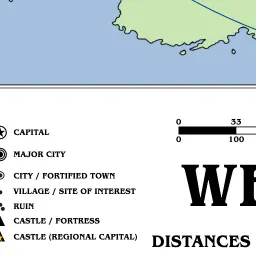 0 33
0 100
CAPITAL
MAJOR CITY
CITY / FORTIFIED TOWN
VILLAGE / SITE OF INTEREST
RUIN
CASTLE / FORTRESS
CASTLE (REGIONAL CAPITAL)
DISTANCES